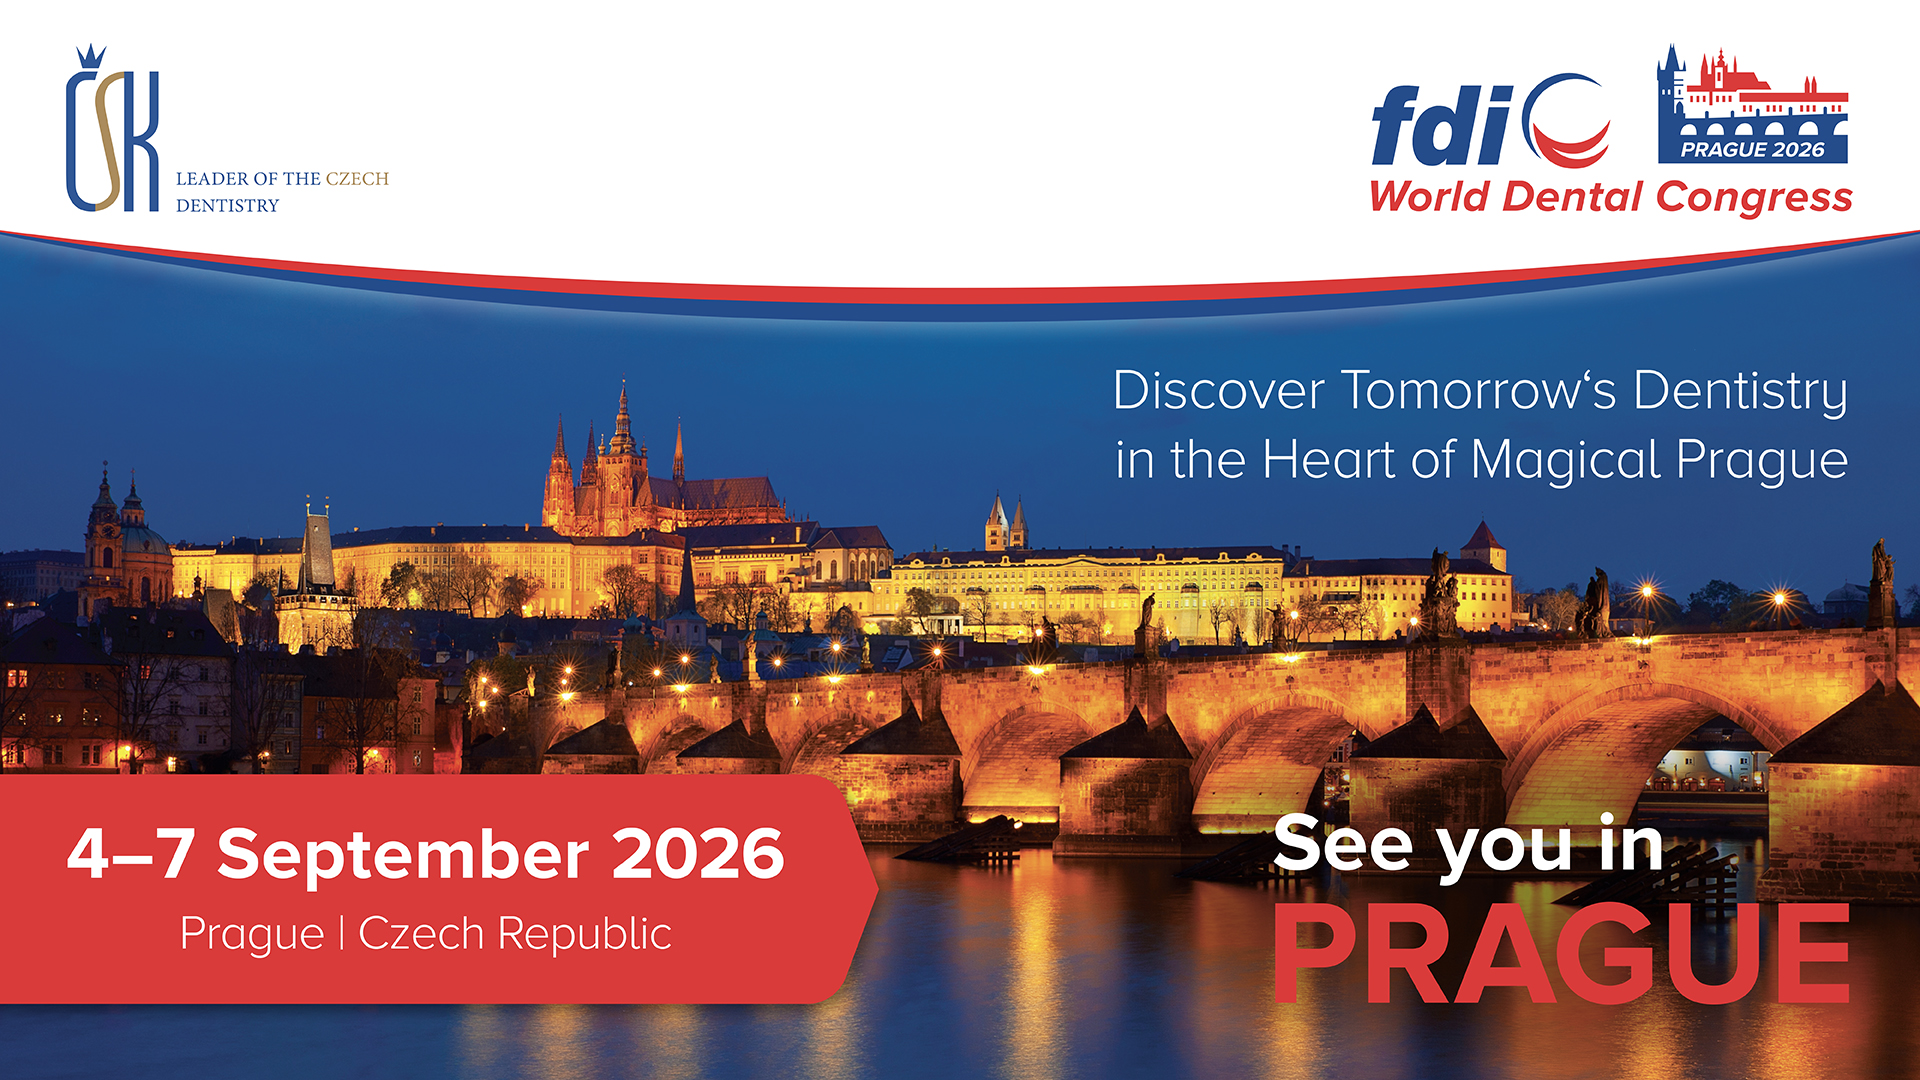 ČSK
LEADER OF THE CZECH
DENTISTRY
fdi
PRAGUE 2026
World Dental Congress
Discover Tomorrow‘s Dentistry
in the Heart of Magical Prague
4–7 September 2026
Prague | Czech Republic
See you in
PRAGUE